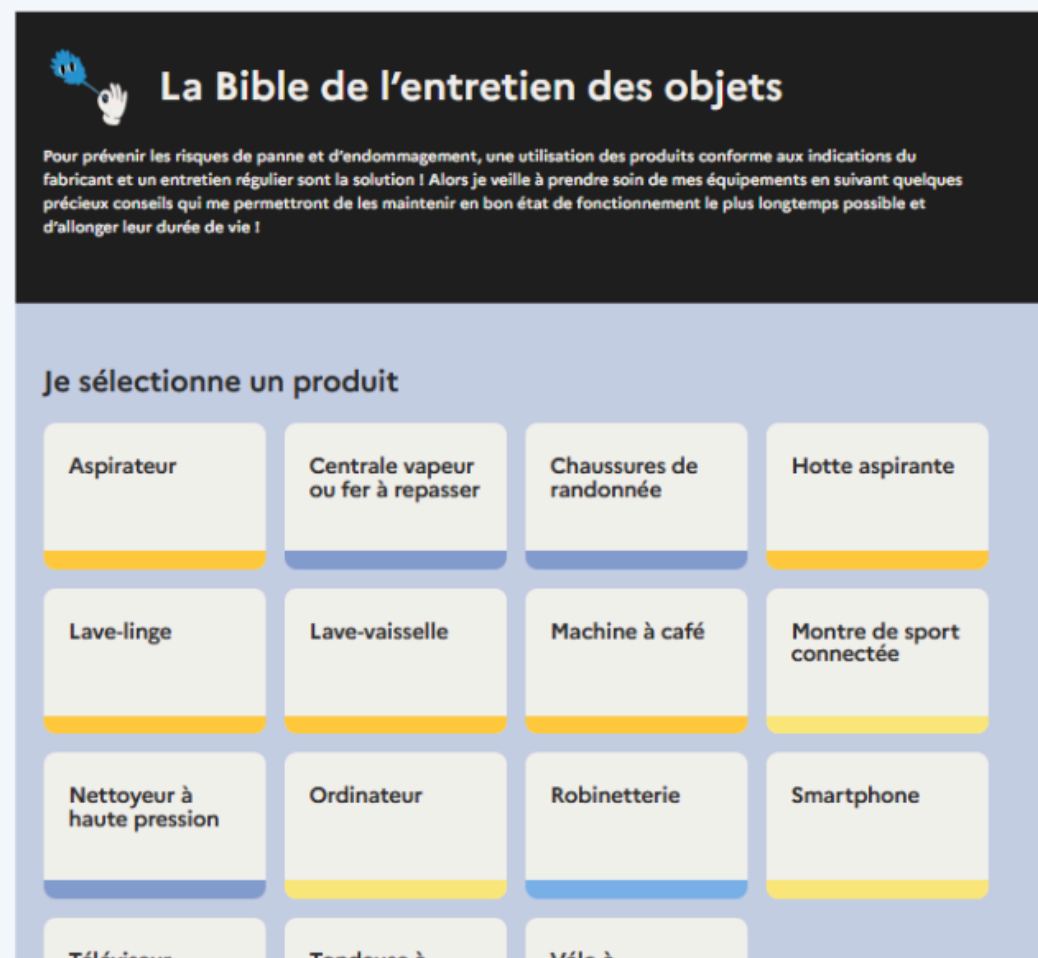 La Bible de l'entretien des objets
Pour prévenir les risques de panne et d'endommagement, une utilisation des produits conforme aux indications du
fabricant et un entretien régulier sont la solution ! Alors je veille à prendre soin de mes équipements en suivant quelques
précieux conseils qui me permettront de les maintenir en bon état de fonctionnement le plus longtemps possible et
d'allonger leur durée de vie !
Je sélectionne un produit
Aspirateur
Centrale vapeur
ou fer à repasser
Chaussures de
randonnée
Hotte aspirante
Lave-linge
Lave-vaisselle
Machine à café
Montre de sport
connectée
Nettoyeur à
haute pression
Ordinateur
Robinetterie
Smartphone